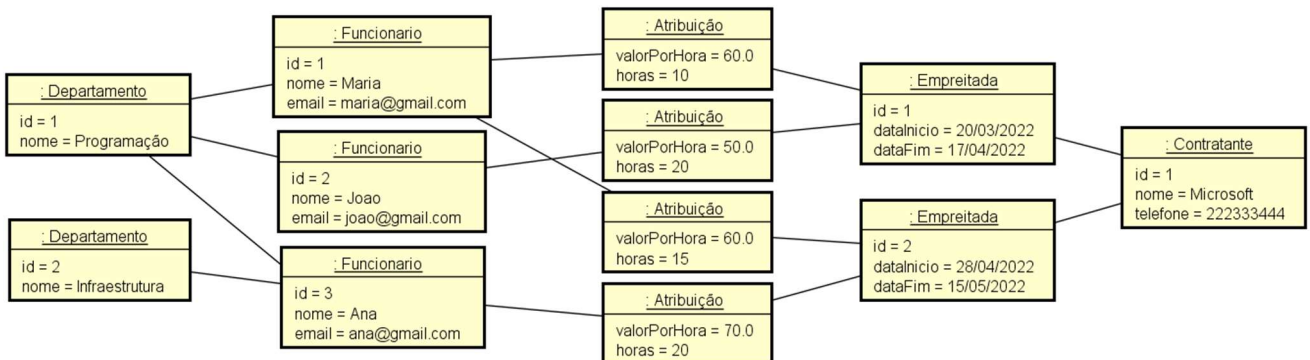 : Departamento
id = 1
nome = Programação
: Departamento
id = 2
nome = Infraestrutura
: Funcionario
id = 1
nome = Maria
email = maria@gmail.com
: Funcionario
id = 2
nome = Joao
email = joao@gmail.com
: Funcionario
id = 3
nome = Ana
email = ana@gmail.com
: Atribuição
valorPorHora = 60.0
horas = 10
: Atribuição
valorPorHora = 50.0
horas = 20
: Atribuição
valorPorHora = 60.0
horas = 15
: Atribuição
valorPorHora = 70.0
horas = 20
: Empreitada
id = 1
dataInicio = 20/03/2022
dataFim = 17/04/2022
: Empreitada
id = 2
dataInicio = 28/04/2022
dataFim = 15/05/2022
: Contratante
id = 1
nome = Microsoft
telefone = 222333444